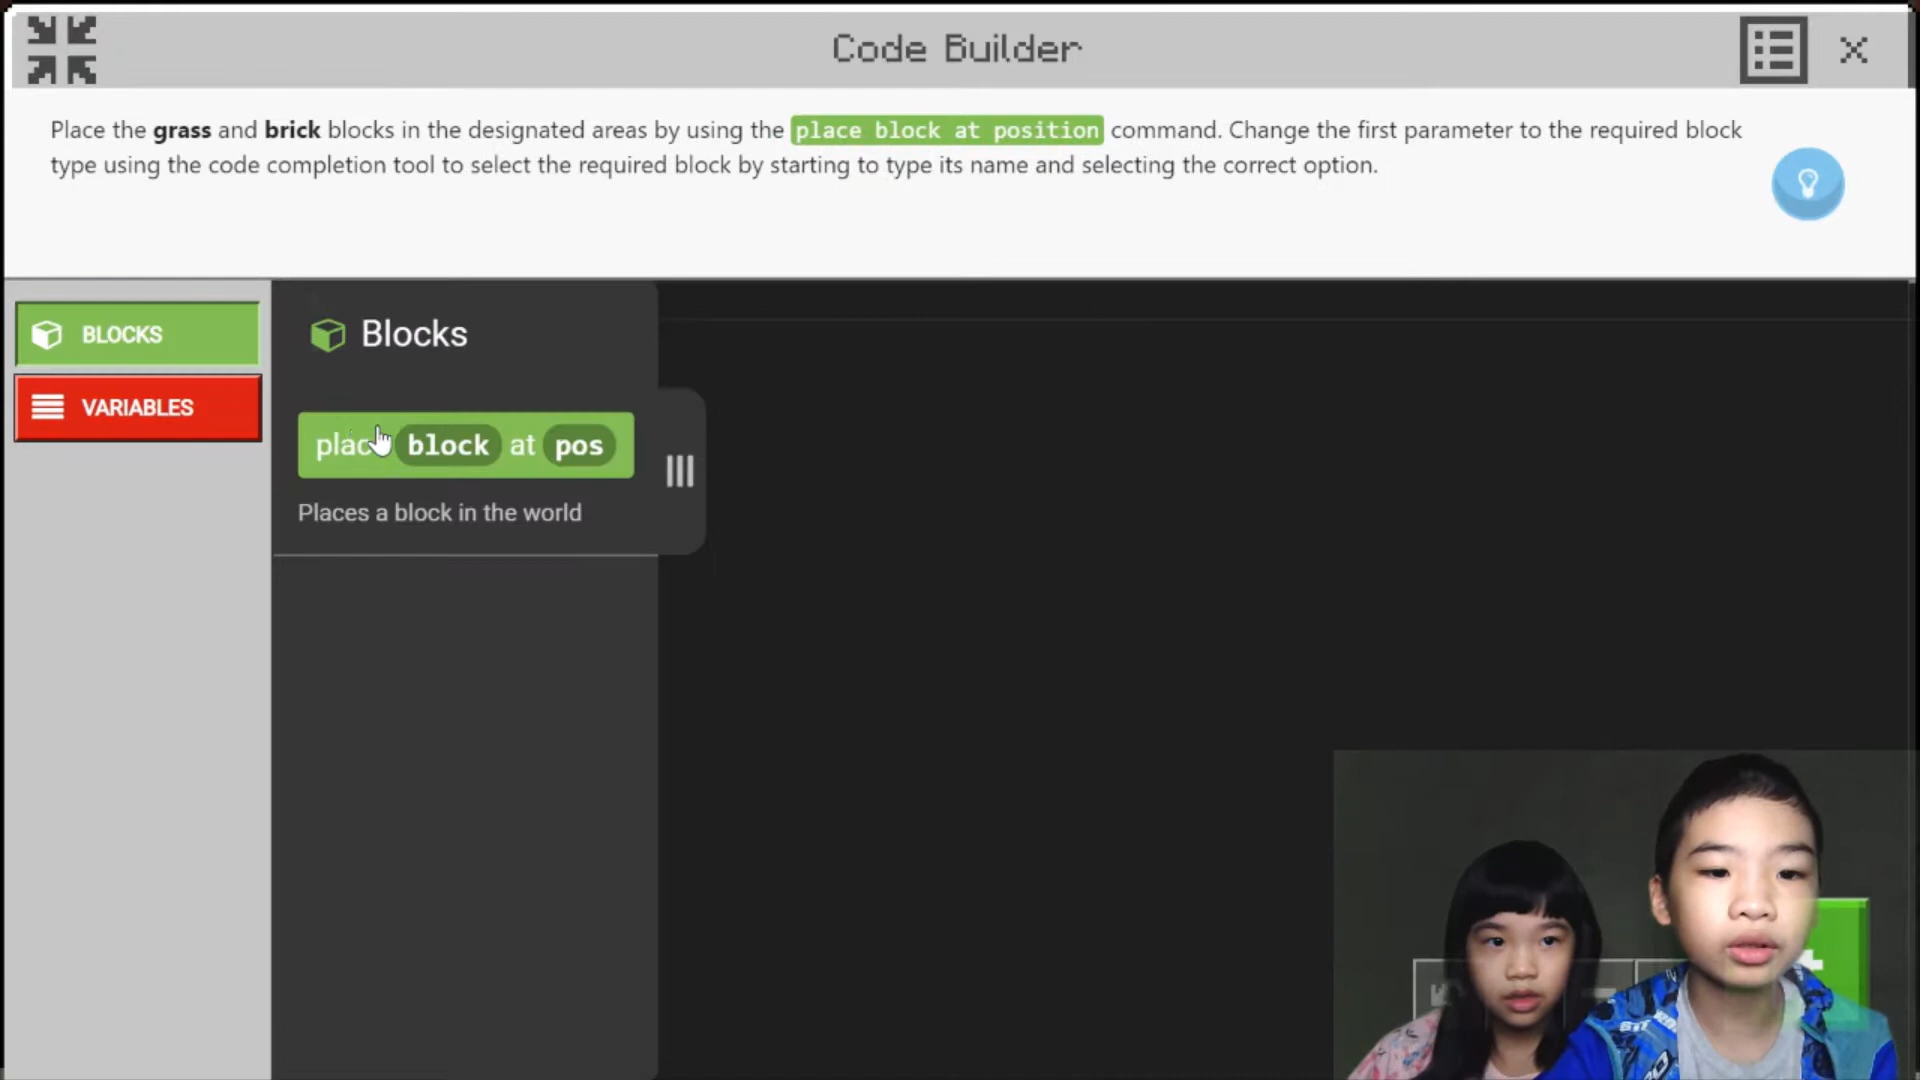 Code Builder
Place the grass and brick blocks in the designated areas by using the place block at position command. Change the first parameter to the required block
type using the code completion tool to select the required block by starting to type its name and selecting the correct option.
BLOCKS
VARIABLES
Blocks
place block at pos
Places a block in the world